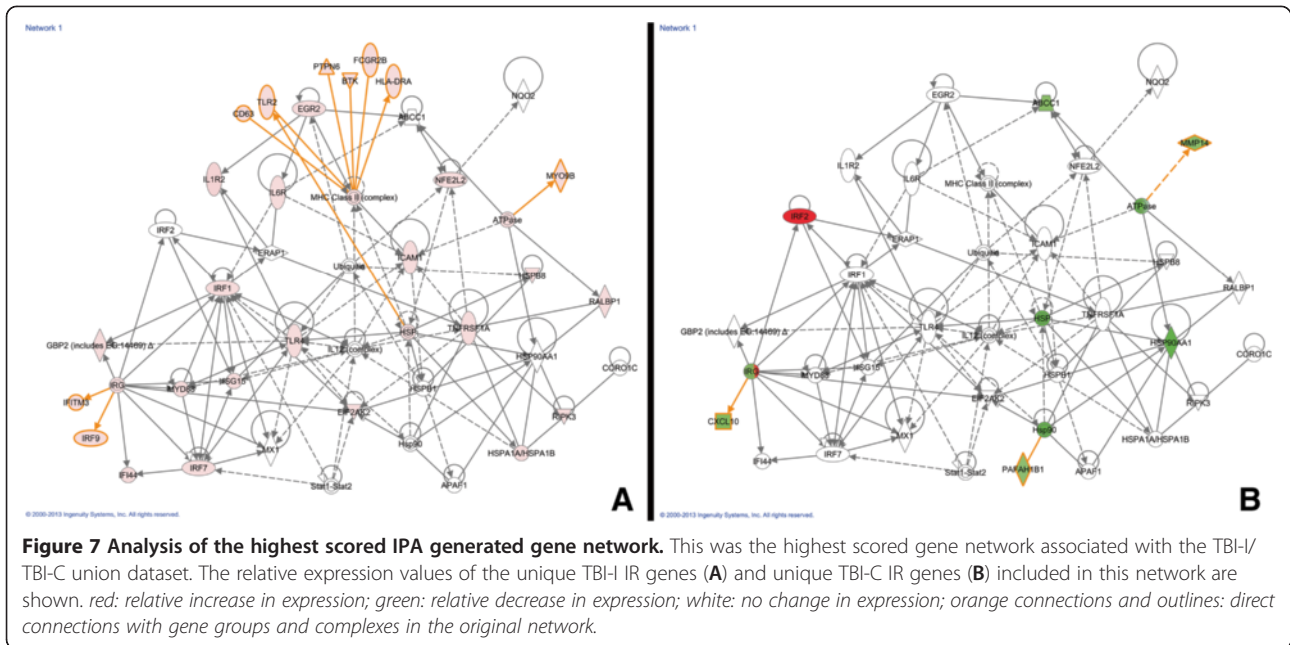 Network 1
FCGR2B
PTPN6
BTK
HLA-DRA
TLR2
CD63
EGR2
ABCC1
NQO2
IL1R2
IL6R
MHC Class II (complex)
NFE2L2
MYO9B
ATPase
IRF2
ERAP1
Ubiquitin
ICAM1
HSPB8
IRF1
RALBP1
HSP
TNFRSF1A
GBP2 (includes EG:14469) Δ
TLR4
IL12 (complex)
HSP90AA1
CORO1C
IRG
MYD88
ISG15
HSPB1
IFITM3
EIF2AK2
RIPK3
IRF9
MX1
Hsp90
HSPA1A/HSPA1B
IFI44
IRF7
Stat1-Stat2
APAF1
A
© 2000-2013 Ingenuity Systems, Inc. All rights reserved.
Network 1
NQO2
EGR2
ABCC1
MMP14
IL1R2
IL6R
NFE2L2
MHC Class II (complex)
ATPase
IRF2
ERAP1
Ubiquitin
ICAM1
HSPB8
IRF1
RALBP1
HSP
TNFRSF1A
GBP2 (includes EG:14469) Δ
TLR4
IL12 (complex)
HSP90AA1
CORO1C
IRG
MYD88
ISG15
HSPB1
CXCL10
EIF2AK2
RIPK3
MX1
Hsp90
HSPA1A/HSPA1B
IFI44
IRF7
Stat1-Stat2
PAFAH1B1
APAF1
B
© 2000-2013 Ingenuity Systems, Inc. All rights reserved.
Figure 7 Analysis of the highest scored IPA generated gene network. This was the highest scored gene network associated with the TBI-I/
TBI-C union dataset. The relative expression values of the unique TBI-I IR genes (A) and unique TBI-C IR genes (B) included in this network are
shown. red: relative increase in expression; green: relative decrease in expression; white: no change in expression; orange connections and outlines: direct
connections with gene groups and complexes in the original network.